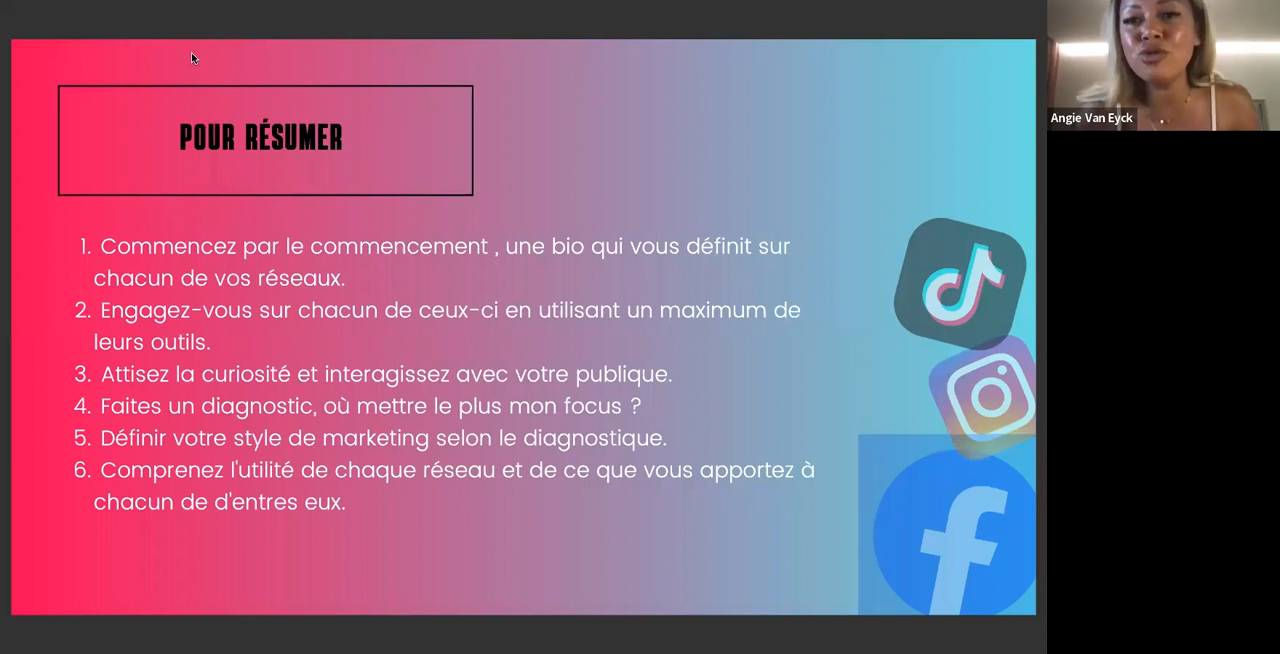 POUR RÉSUMER
1. Commencez par le commencement , une bio qui vous définit sur
chacun de vos réseaux.
2. Engagez-vous sur chacun de ceux-ci en utilisant un maximum de
leurs outils.
3. Attisez la curiosité et interagissez avec votre publique.
4. Faites un diagnostic, où mettre le plus mon focus ?
5. Définir votre style de marketing selon le diagnostique.
6. Comprenez l'utilité de chaque réseau et de ce que vous apportez à
chacun de d'entres eux.
Angie Van Eyck